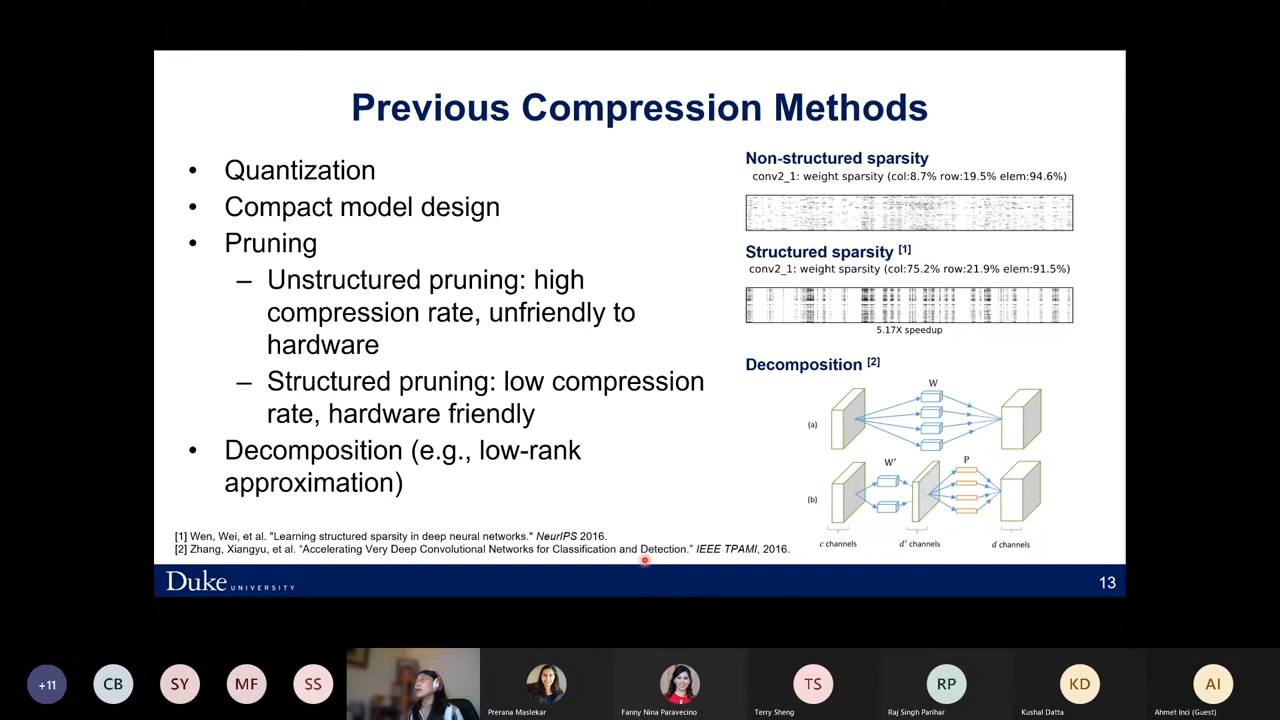 Previous Compression Methods
• Quantization
• Compact model design
• Pruning
– Unstructured pruning: high
compression rate, unfriendly to
hardware
– Structured pruning: low compression
rate, hardware friendly
• Decomposition (e.g., low-rank
approximation)
Non-structured sparsity
conv2_1: weight sparsity (col:8.7% row:19.5% elem:94.6%)
Structured sparsity [1]
conv2_1: weight sparsity (col:75.2% row:21.9% elem:91.5%)
5.17X speedup
Decomposition [2]
W
(a)
W' P
(b)
c channels d' channels d channels
[1] Wen, Wei, et al. "Learning structured sparsity in deep neural networks." NeurIPS 2016.
[2] Zhang, Xiangyu, et al. "Accelerating Very Deep Convolutional Networks for Classification and Detection." IEEE TPAMI, 2016.
Duke UNIVERSITY 13
+11 CB SY MF SS TS RP KD AI
Prerana Maslekar Fanny Nina Paravecino Terry Sheng Raj Singh Parihar Kushal Datta Ahmet Inci (Guest)